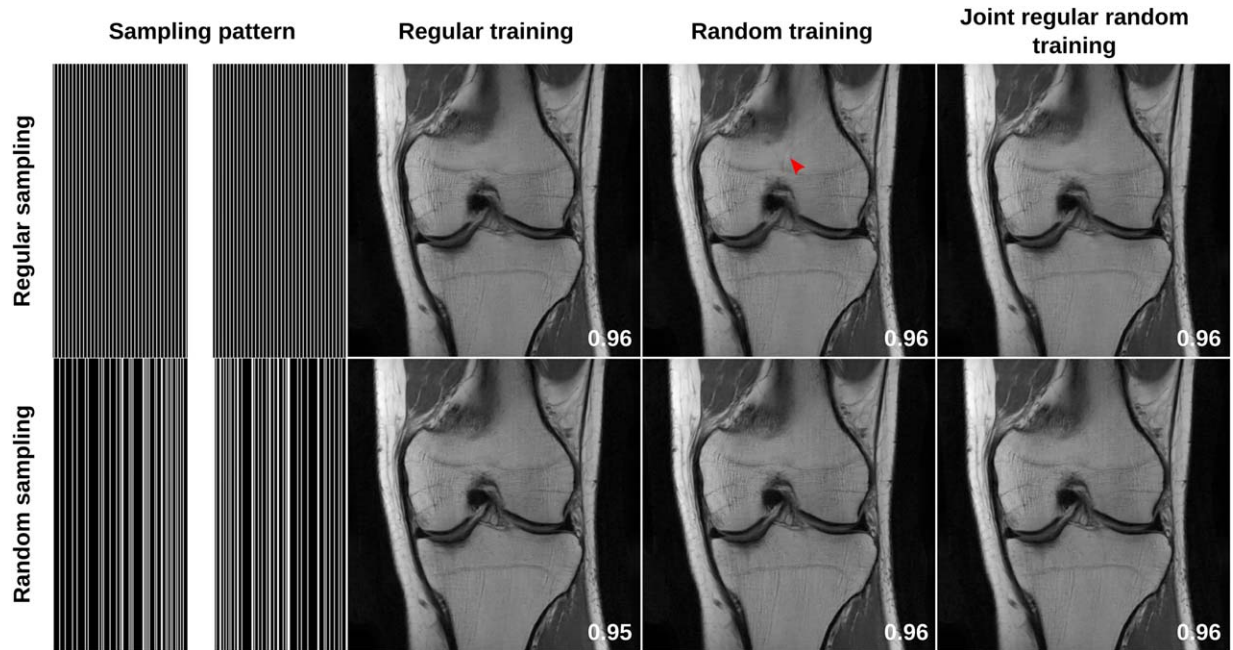 Sampling pattern
Regular training
Random training
Joint regular random
training
Regular sampling
0.96
0.96
0.96
Random sampling
0.95
0.96
0.96